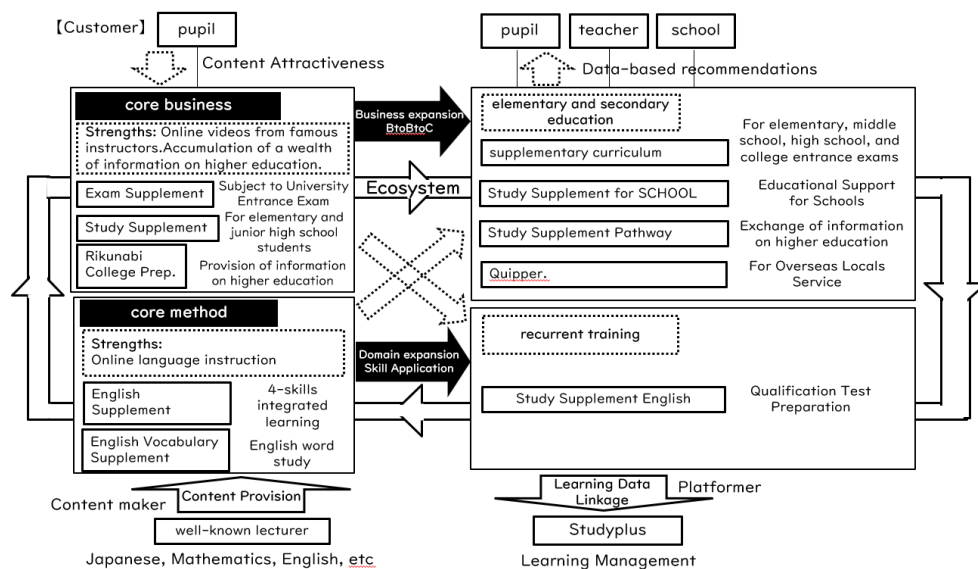 【Customer】
pupil
Content Attractiveness
core business
Strengths: Online videos from famous
instructors.Accumulation of a wealth
of information on higher education.
Exam Supplement
Subject to University
Entrance Exam
Study Supplement
For elementary and
junior high school
students
Rikunabi
College Prep.
Provision of information
on higher education
core method
Strengths:
Online language instruction
English
Supplement
4-skills
integrated
learning
English Vocabulary
Supplement
English word
study
Content maker
Content Provision
well-known lecturer
Japanese, Mathematics, English, etc
Business expansion
BtoBtoC
Ecosystem
Domain expansion
Skill Application
pupil
teacher
school
Data-based recommendations
elementary and secondary
education
supplementary curriculum
For elementary, middle
school, high school, and
college entrance exams
Study Supplement for SCHOOL
Educational Support
for Schools
Study Supplement Pathway
Exchange of information
on higher education
Quipper.
For Overseas Locals
Service
recurrent training
Study Supplement English
Qualification Test
Preparation
Learning Data
Linkage
Platformer
Studyplus
Learning Management